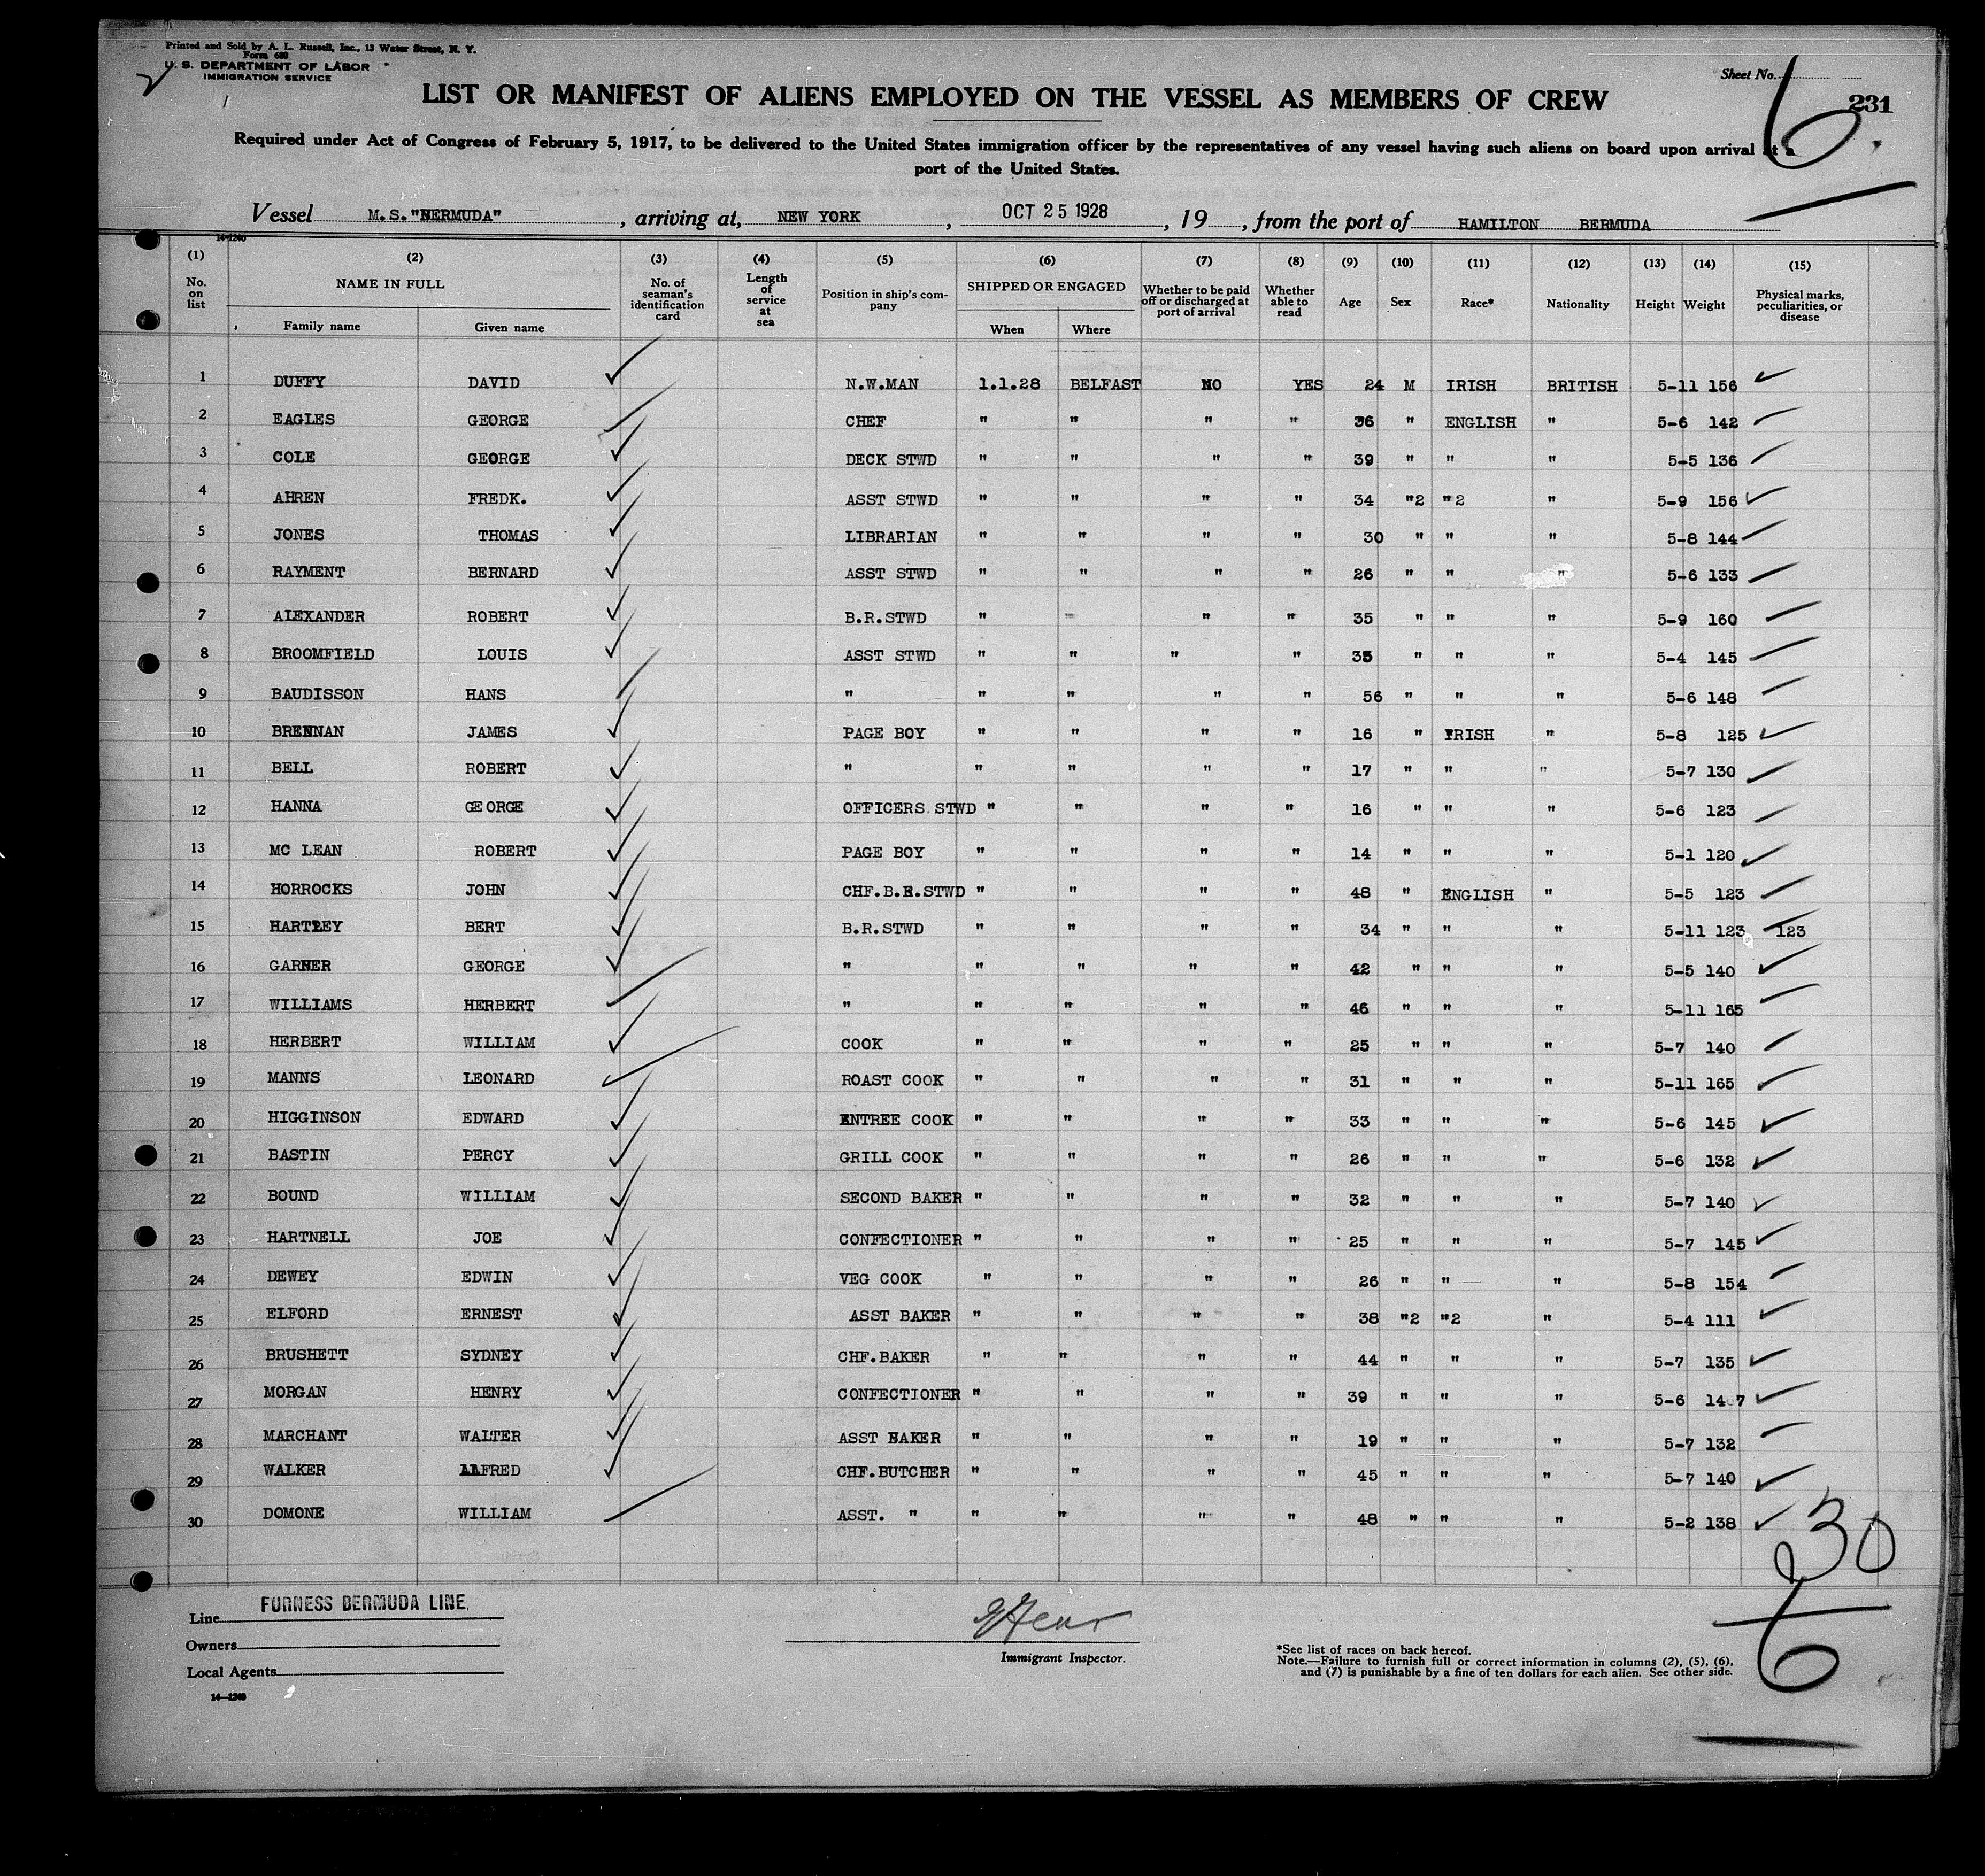 Printed and Sold by A. L. Russell, Inc., 13 Water Street, N. Y.
Form 680
U. S. DEPARTMENT OF LABOR
IMMIGRATION SERVICE
Sheet No. 6.
231
LIST OR MANIFEST OF ALIENS EMPLOYED ON THE VESSEL AS MEMBERS OF CREW
Required under Act of Congress of February 5, 1917, to be delivered to the United States immigration officer by the representatives of any vessel having such aliens on board upon arrival at a
port of the United States.
Vessel M.S."BERMUDA", arriving at, NEW YORK, OCT 25 1928, 19, from the port of HAMILTON BERMUDA
14-1240
(1) (2) (3) (4) (5) (6) (7) (8) (9) (10) (11) (12) (13) (14) (15)
No. on list NAME IN FULL Family name Given name No. of seaman's identification card Length of service at sea Position in ship's company SHIPPED OR ENGAGED When Where Whether to be paid off or discharged at port of arrival Whether able to read Age Sex Race* Nationality Height Weight Physical marks, peculiarities, or disease
1 DUFFY DAVID N.W.MAN 1.1.28 BELFAST NO YES 24 M IRISH BRITISH 5-11 156
2 EAGLES GEORGE CHEF " " " " 36 " ENGLISH " 5-6 142
3 COLE GEORGE DECK STWD " " " " 39 " " " 5-5 136
4 AHREN FREDK. ASST STWD " " " " 34 "2 "2 " 5-9 156
5 JONES THOMAS LIBRARIAN " " " " 30 " " " 5-8 144
6 RAYMENT BERNARD ASST STWD " " " " 26 " " " 5-6 133
7 ALEXANDER ROBERT B.R.STWD " " " " 35 " " " 5-9 160
8 BROOMFIELD LOUIS ASST STWD " " " " 35 " " " 5-4 145
9 BAUDISSON HANS " " " " " 56 " " " 5-6 148
10 BRENNAN JAMES PAGE BOY " " " " 16 " IRISH " 5-8 125
11 BELL ROBERT " " " " " 17 " " " 5-7 130
12 HANNA GEORGE OFFICERS STWD " " " " 16 " " " 5-6 123
13 MC LEAN ROBERT PAGE BOY " " " " 14 " " " 5-1 120
14 HORROCKS JOHN CHF.B.R.STWD " " " " 48 " ENGLISH " 5-5 123
15 HARTLEY BERT B.R.STWD " " " " 34 " " " 5-11 123 123
16 GARNER GEORGE " " " " " 42 " " " 5-5 140
17 WILLIAMS HERBERT " " " " " 46 " " " 5-11 165
18 HERBERT WILLIAM COOK " " " " 25 " " " 5-7 140
19 MANNS LEONARD ROAST COOK " " " " 31 " " " 5-11 165
20 HIGGINSON EDWARD ENTREE COOK " " " " 33 " " " 5-6 145
21 BASTIN PERCY GRILL COOK " " " " 26 " " " 5-6 132
22 BOUND WILLIAM SECOND BAKER " " " " 32 " " " 5-7 140
23 HARTNELL JOE CONFECTIONER " " " " 25 " " " 5-7 145
24 DEWEY EDWIN VEG COOK " " " " 26 " " " 5-8 154
25 ELFORD ERNEST ASST BAKER " " " " 38 "2 "2 " 5-4 111
26 BRUSHETT SYDNEY CHF.BAKER " " " " 44 " " " 5-7 135
27 MORGAN HENRY CONFECTIONER " " " " 39 " " " 5-6 147
28 MARCHANT WALTER ASST BAKER " " " " 19 " " " 5-7 132
29 WALKER ALFRED CHF.BUTCHER " " " " 45 " " " 5-7 140
30 DOMONE WILLIAM ASST. " " " " " 48 " " " 5-2 138
30
6
Line FURNESS BERMUDA LINE
Owners
Local Agents
14-1240
Immigrant Inspector.
*See list of races on back hereof.
Note.—Failure to furnish full or correct information in columns (2), (5), (6),
and (7) is punishable by a fine of ten dollars for each alien. See other side.